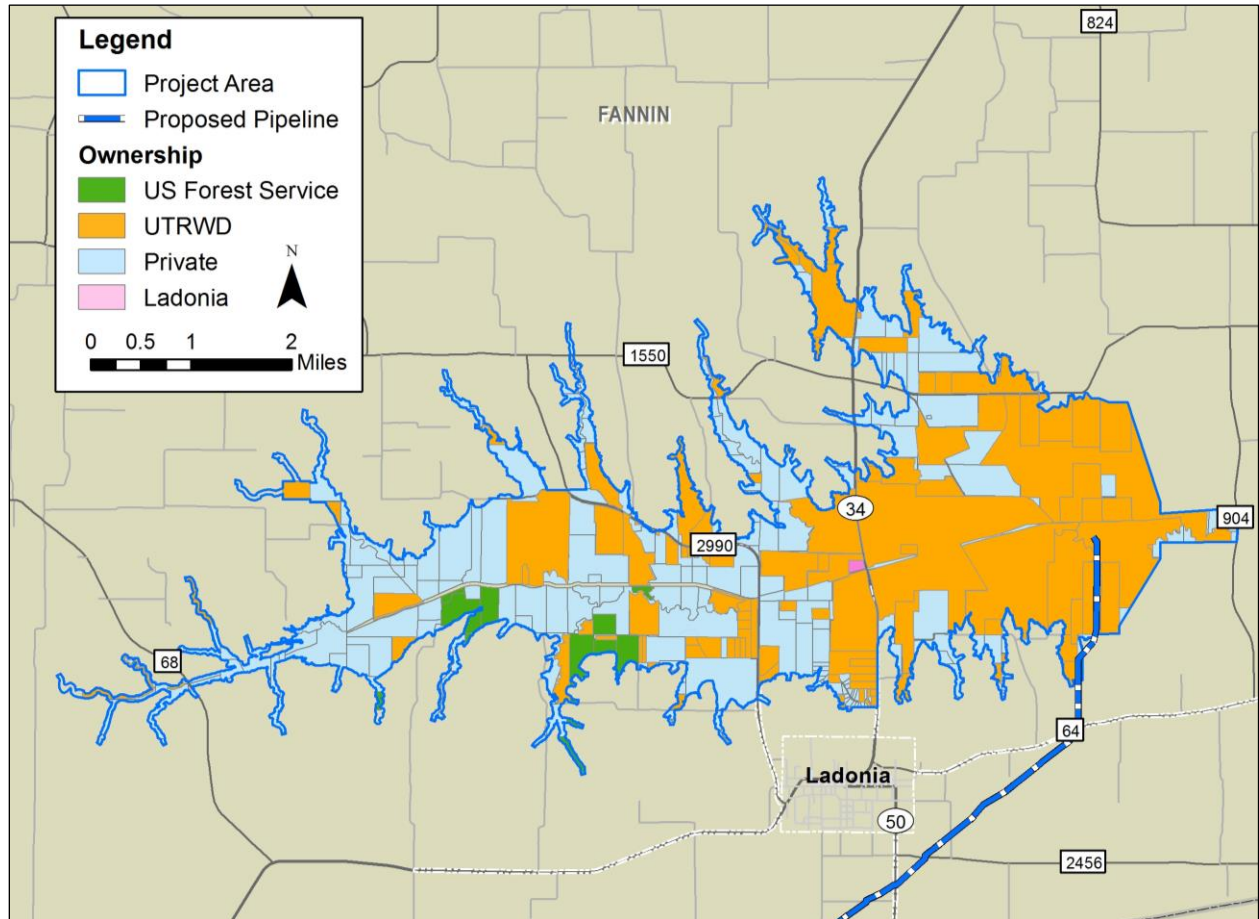 Legend
Project Area
Proposed Pipeline
Ownership
US Forest Service
UTRWD
Private
Ladonia
N
0 0.5 1 2
Miles
824
FANNIN
1550
34
904
2990
68
64
Ladonia
50
2456